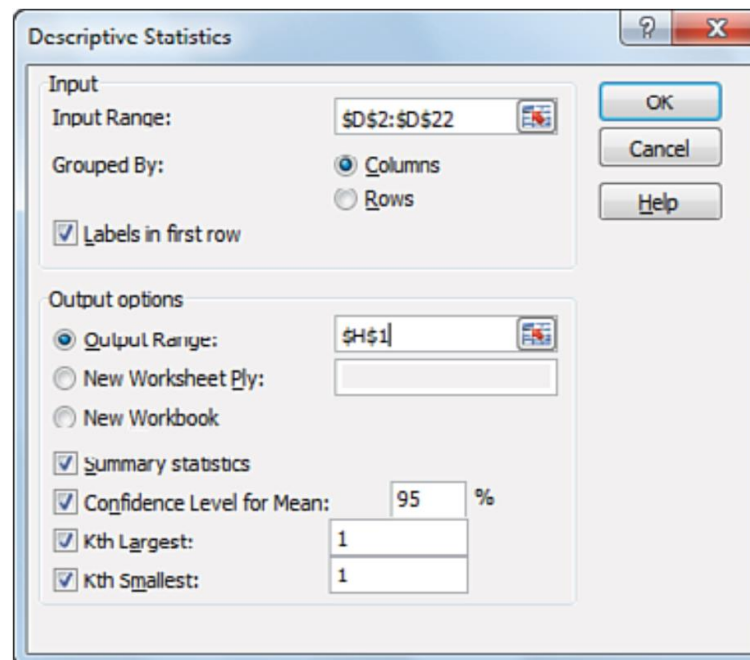 Descriptive Statistics
?
X
Input
Input Range: $D$2:$D$22
OK
Grouped By: Columns
Cancel
Rows
Help
Labels in first row
Output options
Output Range: $H$1
New Worksheet Ply:
New Workbook
Summary statistics
Confidence Level for Mean: 95 %
Kth Largest: 1
Kth Smallest: 1